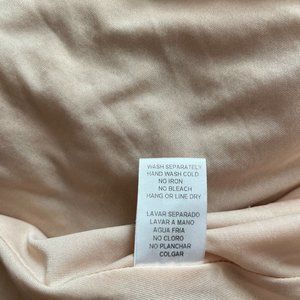 WASH SEPARATELY
HAND WASH COLD
NO IRON
NO BLEACH
HANG OR LINE DRY
LAVAR SEPARADO
LAVAR A MANO
AGUA FRIA
NO CLORO
NO PLANCHAR
COLGAR